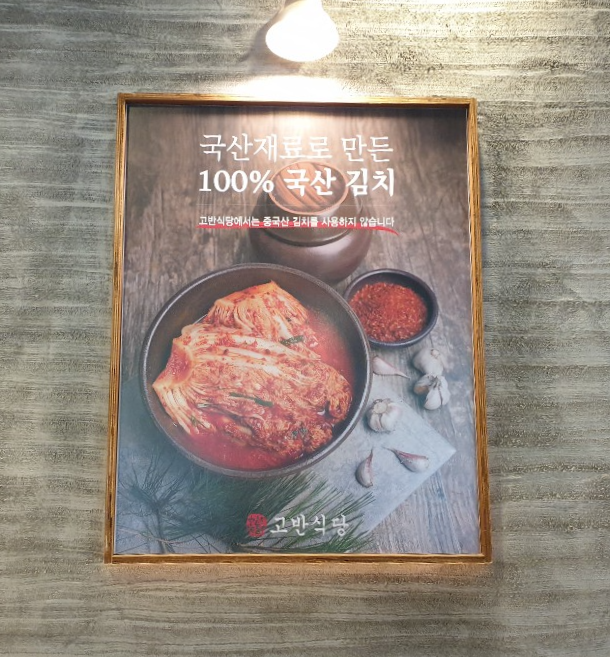 국산재료로 만든
100% 국산 김치
고반식당에서는 중국산 김치를 사용하지 않습니다
고반식당